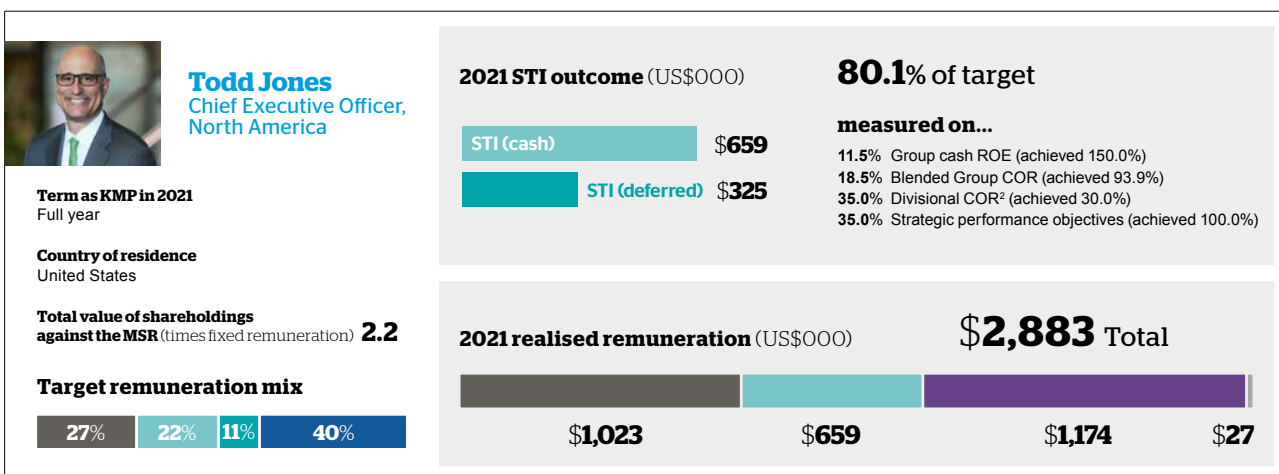 Todd Jones
Chief Executive Officer,
North America
Term as KMP in 2021
Full year
Country of residence
United States
Total value of shareholdings
against the MSR (times fixed remuneration) 2.2
Target remuneration mix
27% 22% 11% 40%
2021 STI outcome (US$000)
STI (cash) $659
STI (deferred) $325
80.1% of target
measured on...
11.5% Group cash ROE (achieved 150.0%)
18.5% Blended Group COR (achieved 93.9%)
35.0% Divisional COR² (achieved 30.0%)
35.0% Strategic performance objectives (achieved 100.0%)
2021 realised remuneration (US$000) $2,883 Total
$1,023 $659 $1,174 $27